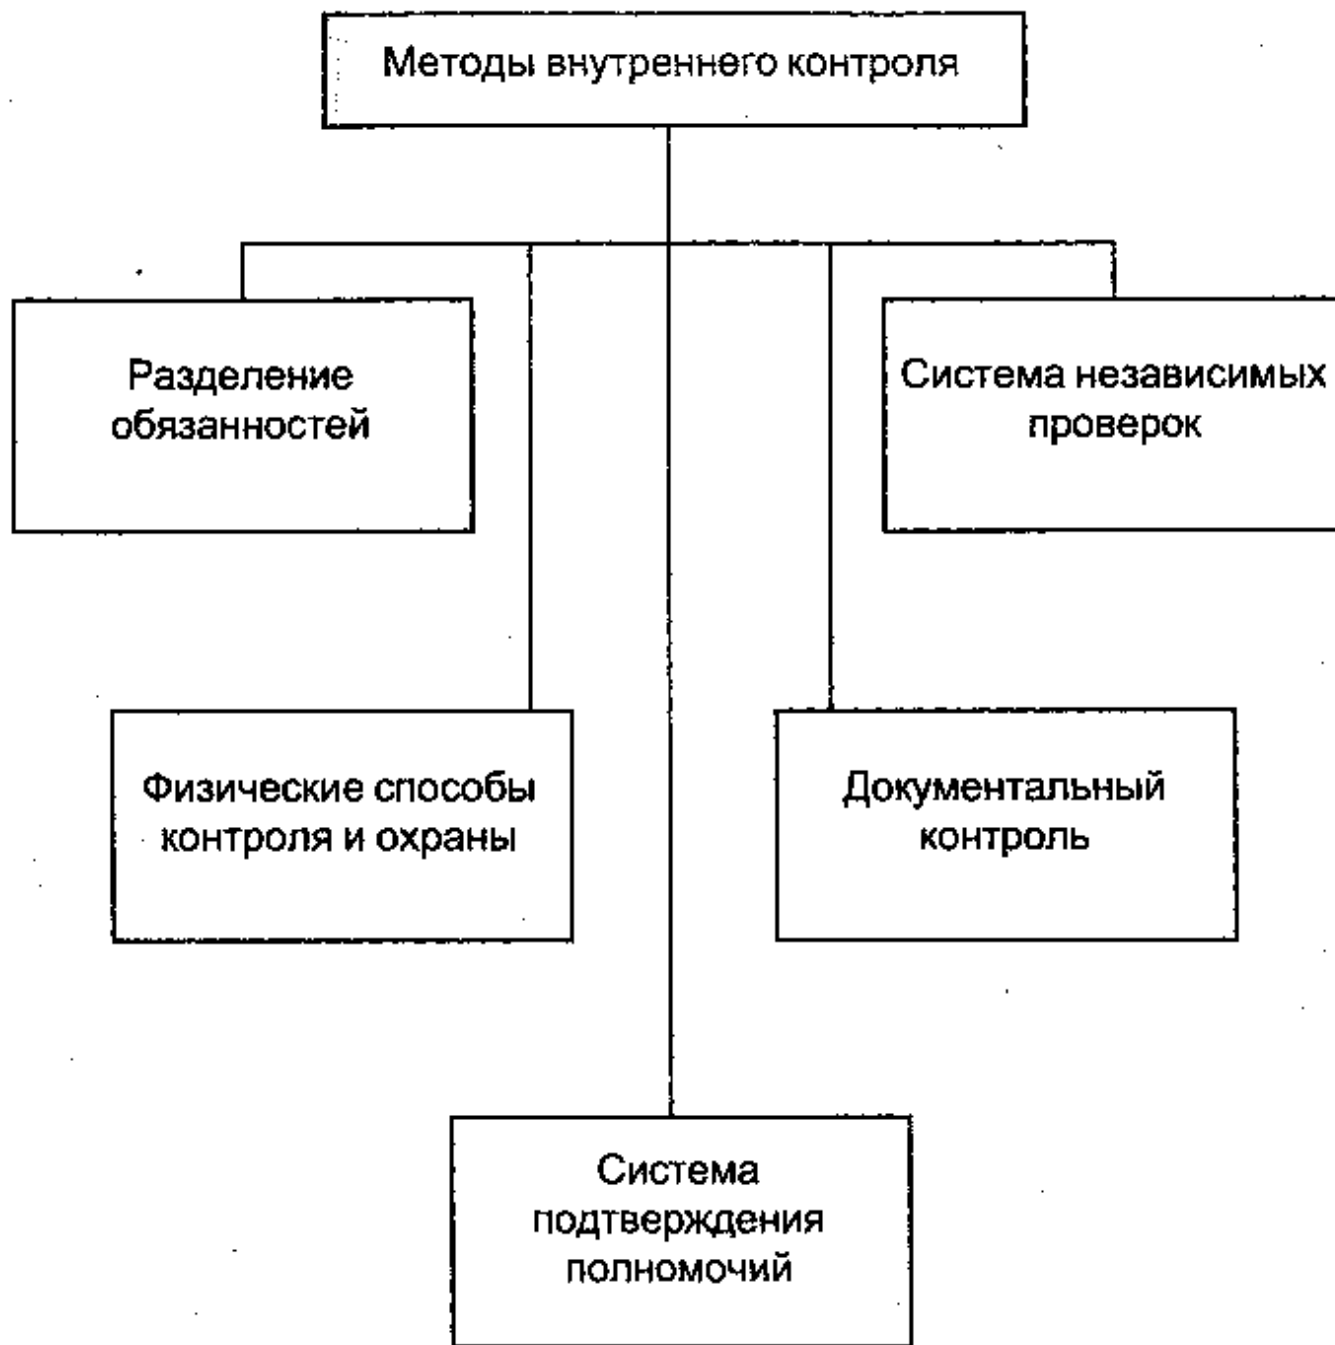 Методы внутреннего контроля
Разделение
обязанностей
Система независимых
проверок
Физические способы
контроля и охраны
Документальный
контроль
Система
подтверждения
полномочий